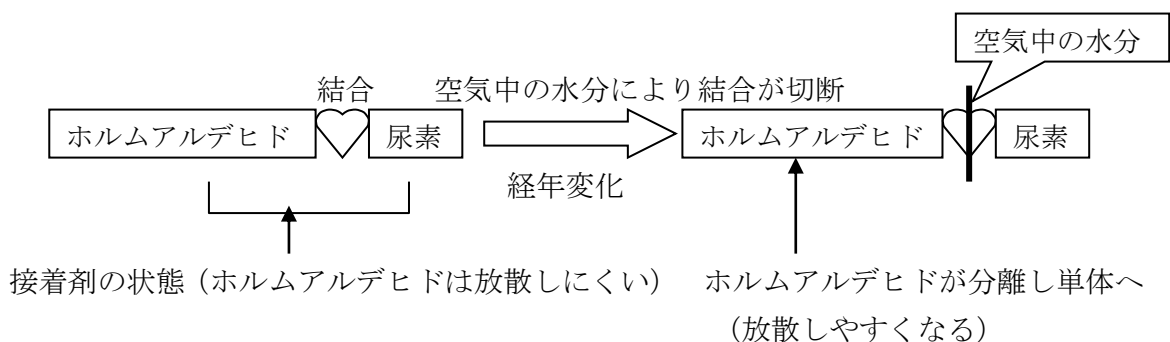 空気中の水分
結合
空気中の水分により結合が切断
ホルムアルデヒド
尿素
ホルムアルデヒド
尿素
経年変化
接着剤の状態（ホルムアルデヒドは放散しにくい）
ホルムアルデヒドが分離し単体へ
（放散しやすくなる）